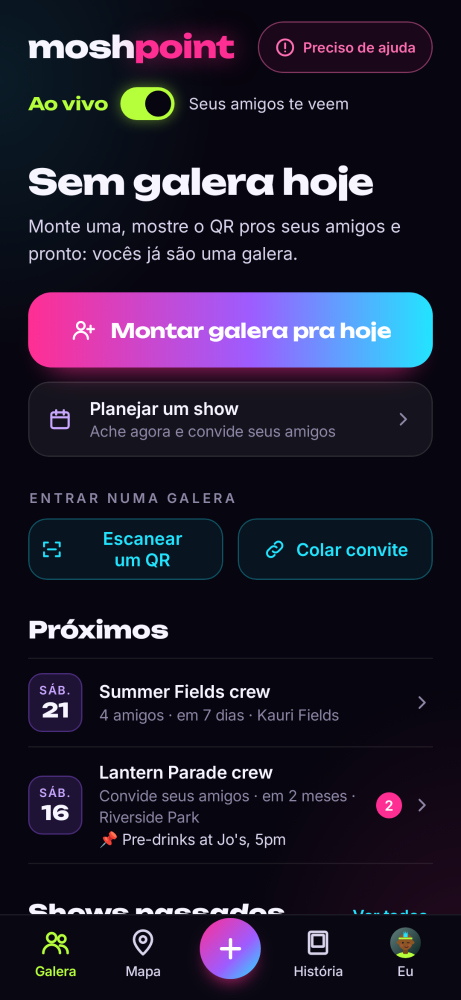 moshpoint
Preciso de ajuda
Ao vivo
Seus amigos te veem
Sem galera hoje
Monte uma, mostre o QR pros seus amigos e
pronto: vocês já são uma galera.
Montar galera pra hoje
Planejar um show
Ache agora e convide seus amigos
ENTRAR NUMA GALERA
Escanear
um QR
Colar convite
Próximos
SÁB.
21
Summer Fields crew
4 amigos · em 7 dias · Kauri Fields
SÁB.
16
Lantern Parade crew
Convide seus amigos · em 2 meses ·
Riverside Park
📌 Pre-drinks at Jo's, 5pm
2
Shows passados
Ver todos
Galera
Mapa
História
Eu